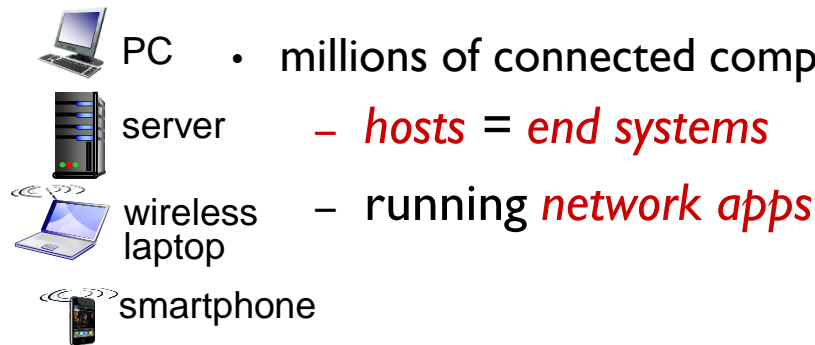 PC
server
wireless
laptop
smartphone
• millions of connected comp
– hosts = end systems
– running network apps